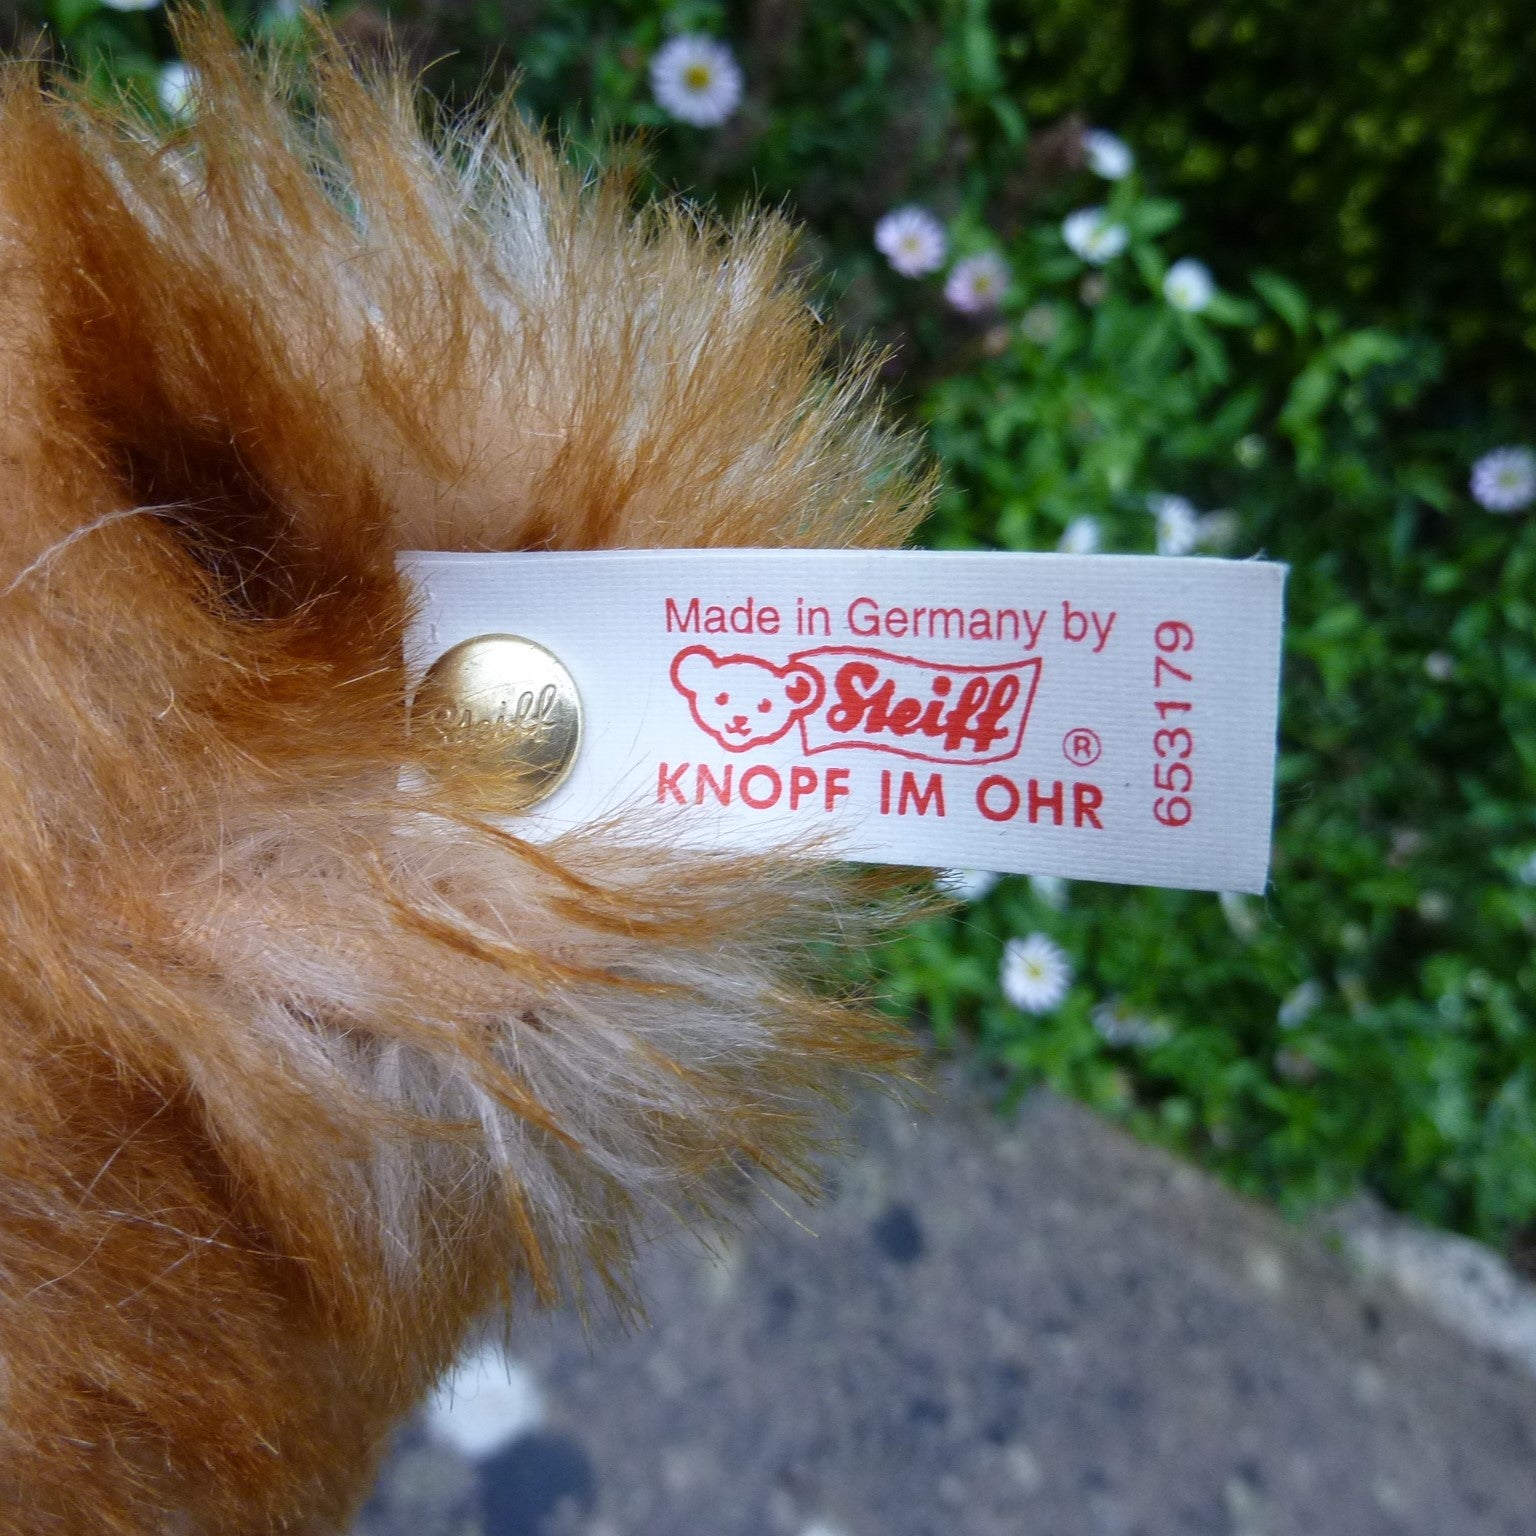 Made in Germany by
Steiff
®
KNOPF IM OHR
653179
Steiff